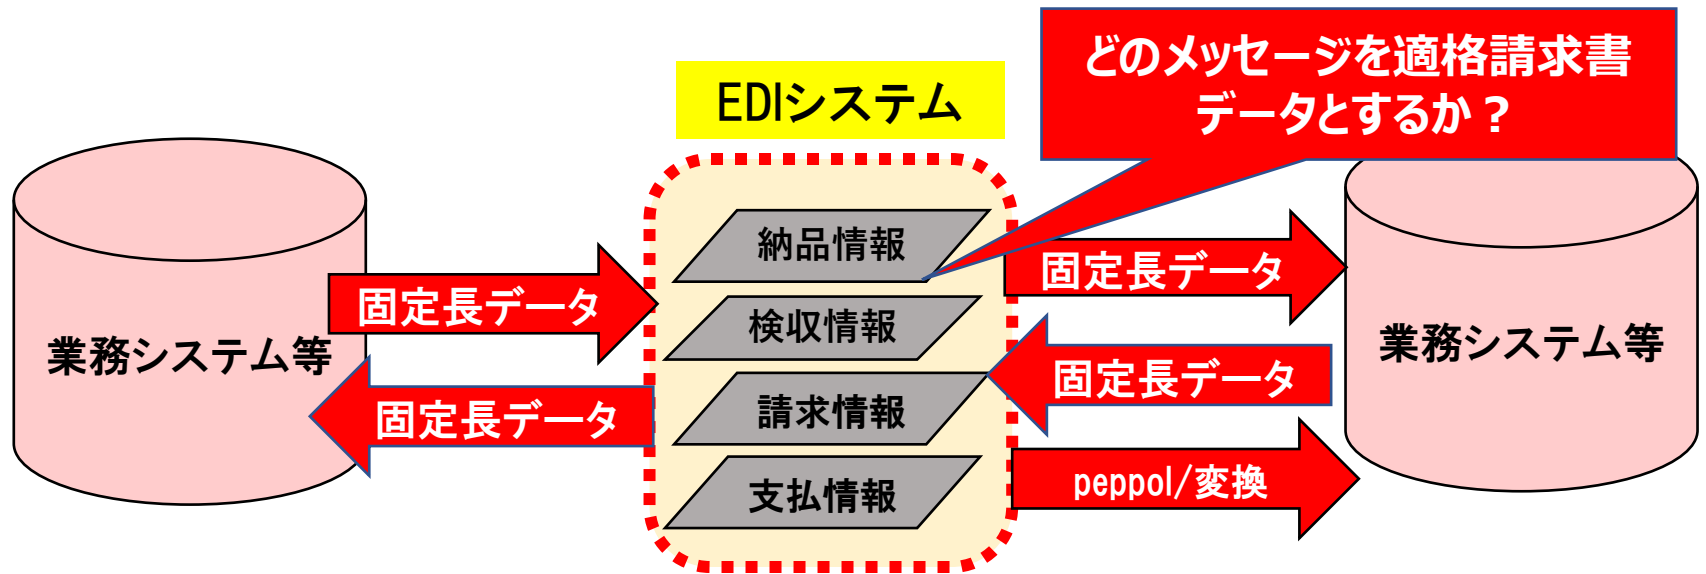 どのメッセージを適格請求書
データとするか？
EDIシステム
業務システム等
固定長データ
固定長データ
納品情報
検収情報
請求情報
支払情報
固定長データ
固定長データ
peppol/変換
業務システム等